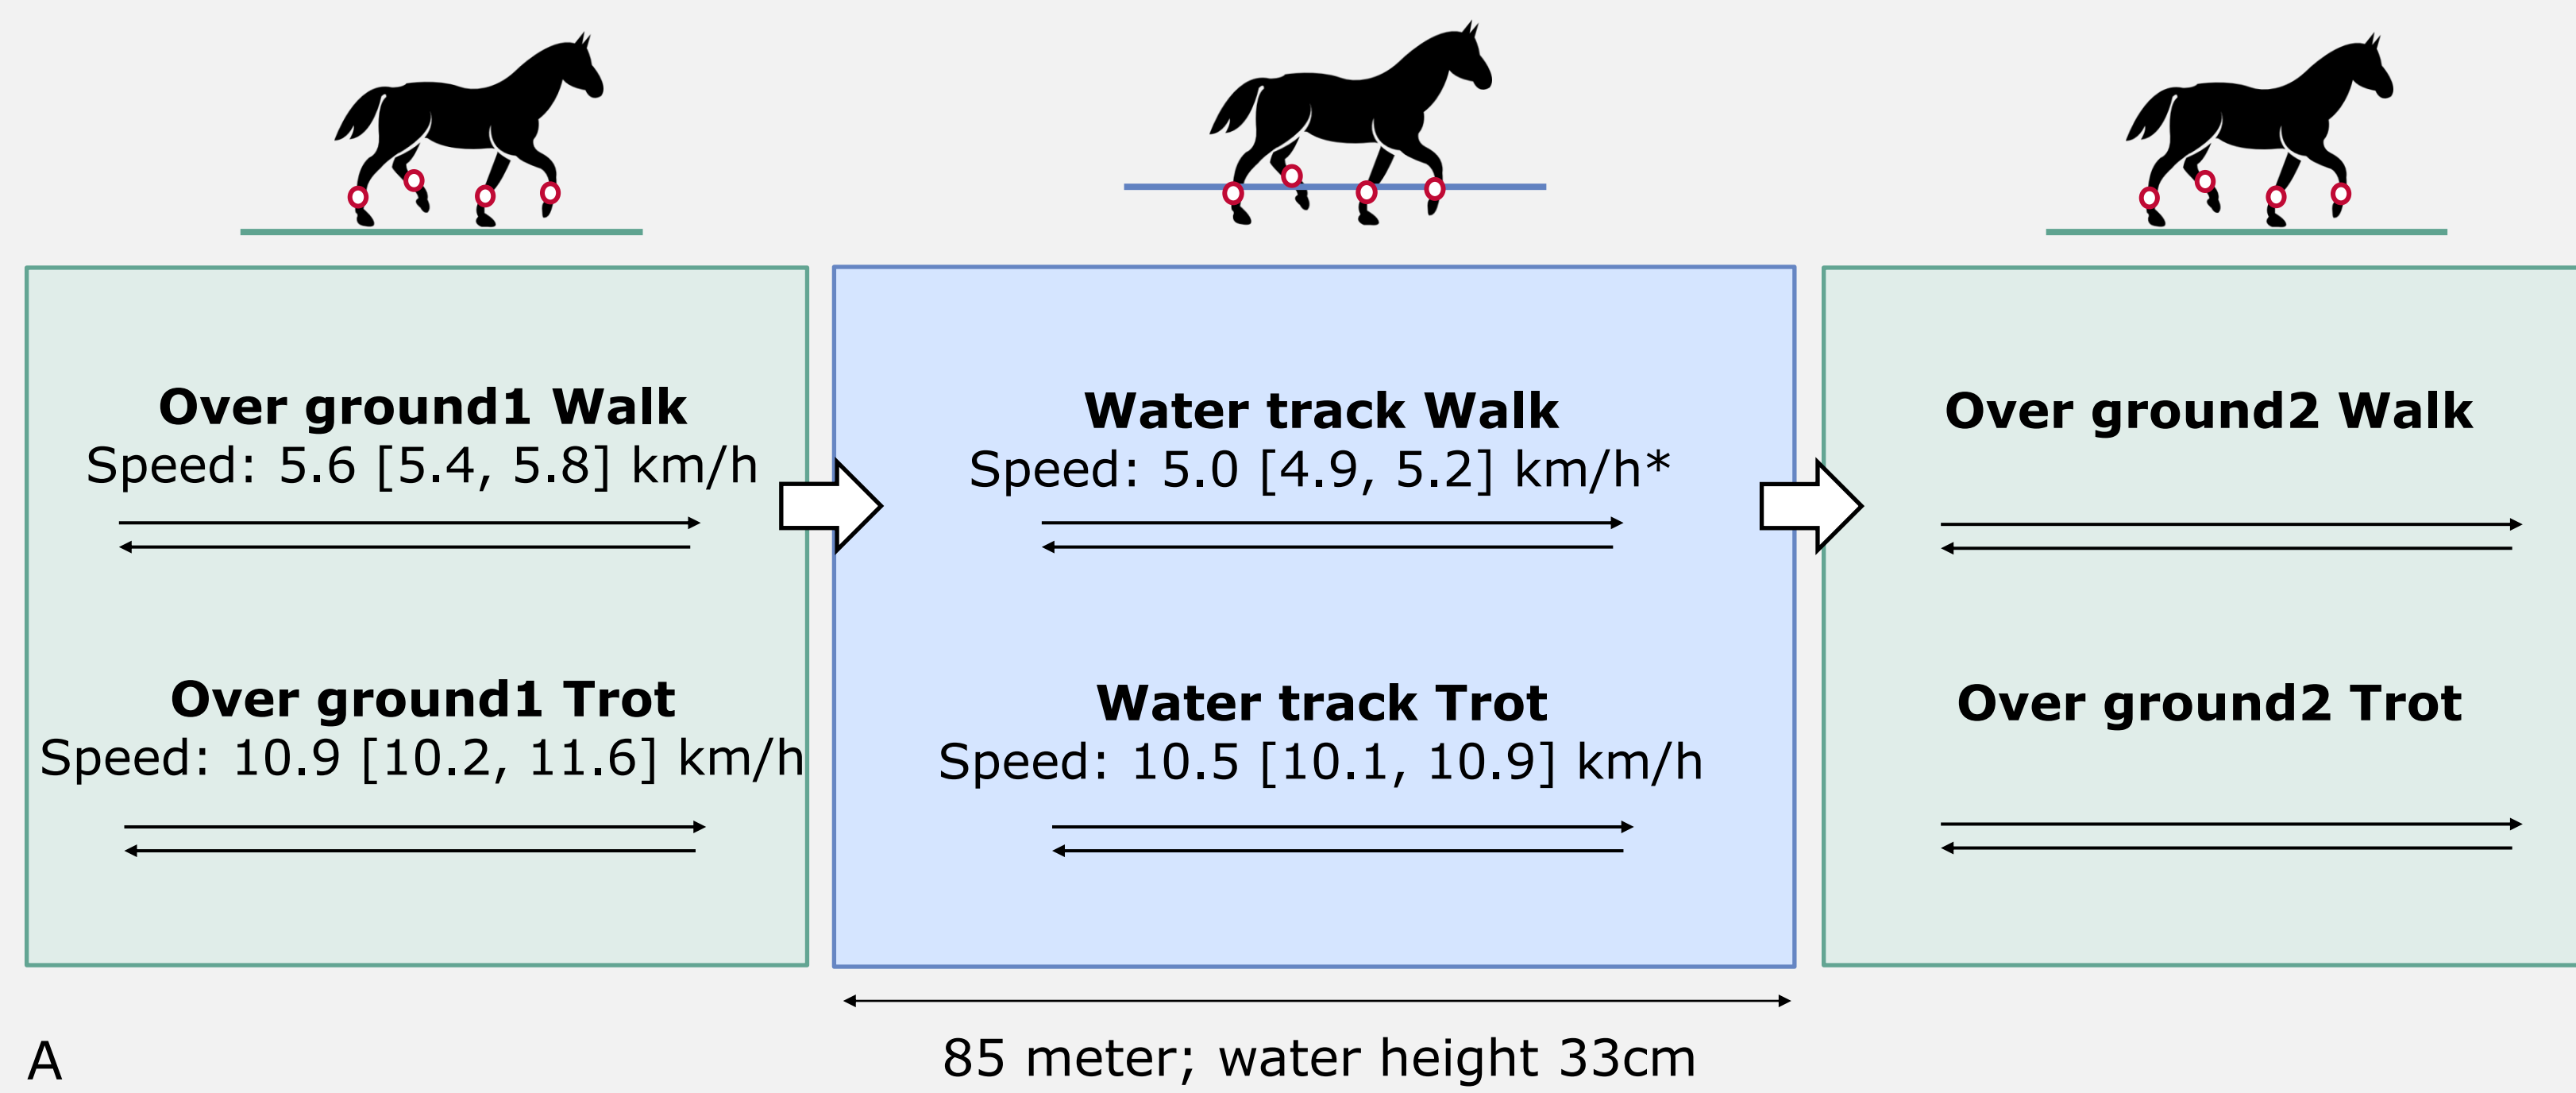 Over ground1 Walk
Speed: 5.6 [5.4, 5.8] km/h
Over ground1 Trot
Speed: 10.9 [10.2, 11.6] km/h
Water track Walk
Speed: 5.0 [4.9, 5.2] km/h*
Water track Trot
Speed: 10.5 [10.1, 10.9] km/h
Over ground2 Walk
Over ground2 Trot
85 meter; water height 33cm
A